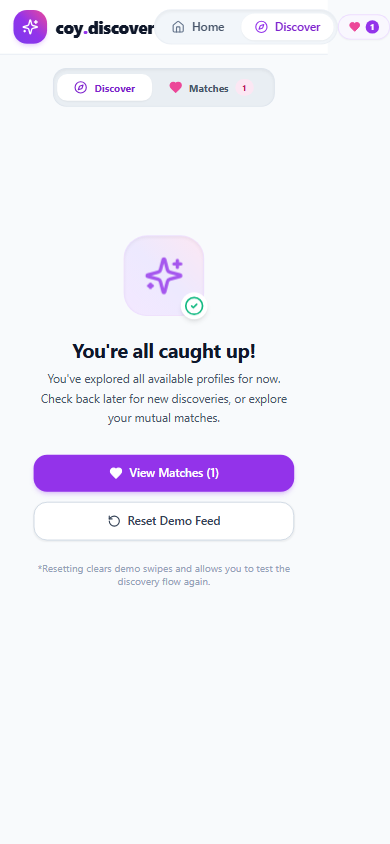 coy.discover
Home
Discover
1
Discover
Matches
1
You're all caught up!
You've explored all available profiles for now.
Check back later for new discoveries, or explore
your mutual matches.
View Matches (1)
Reset Demo Feed
*Resetting clears demo swipes and allows you to test the
discovery flow again.